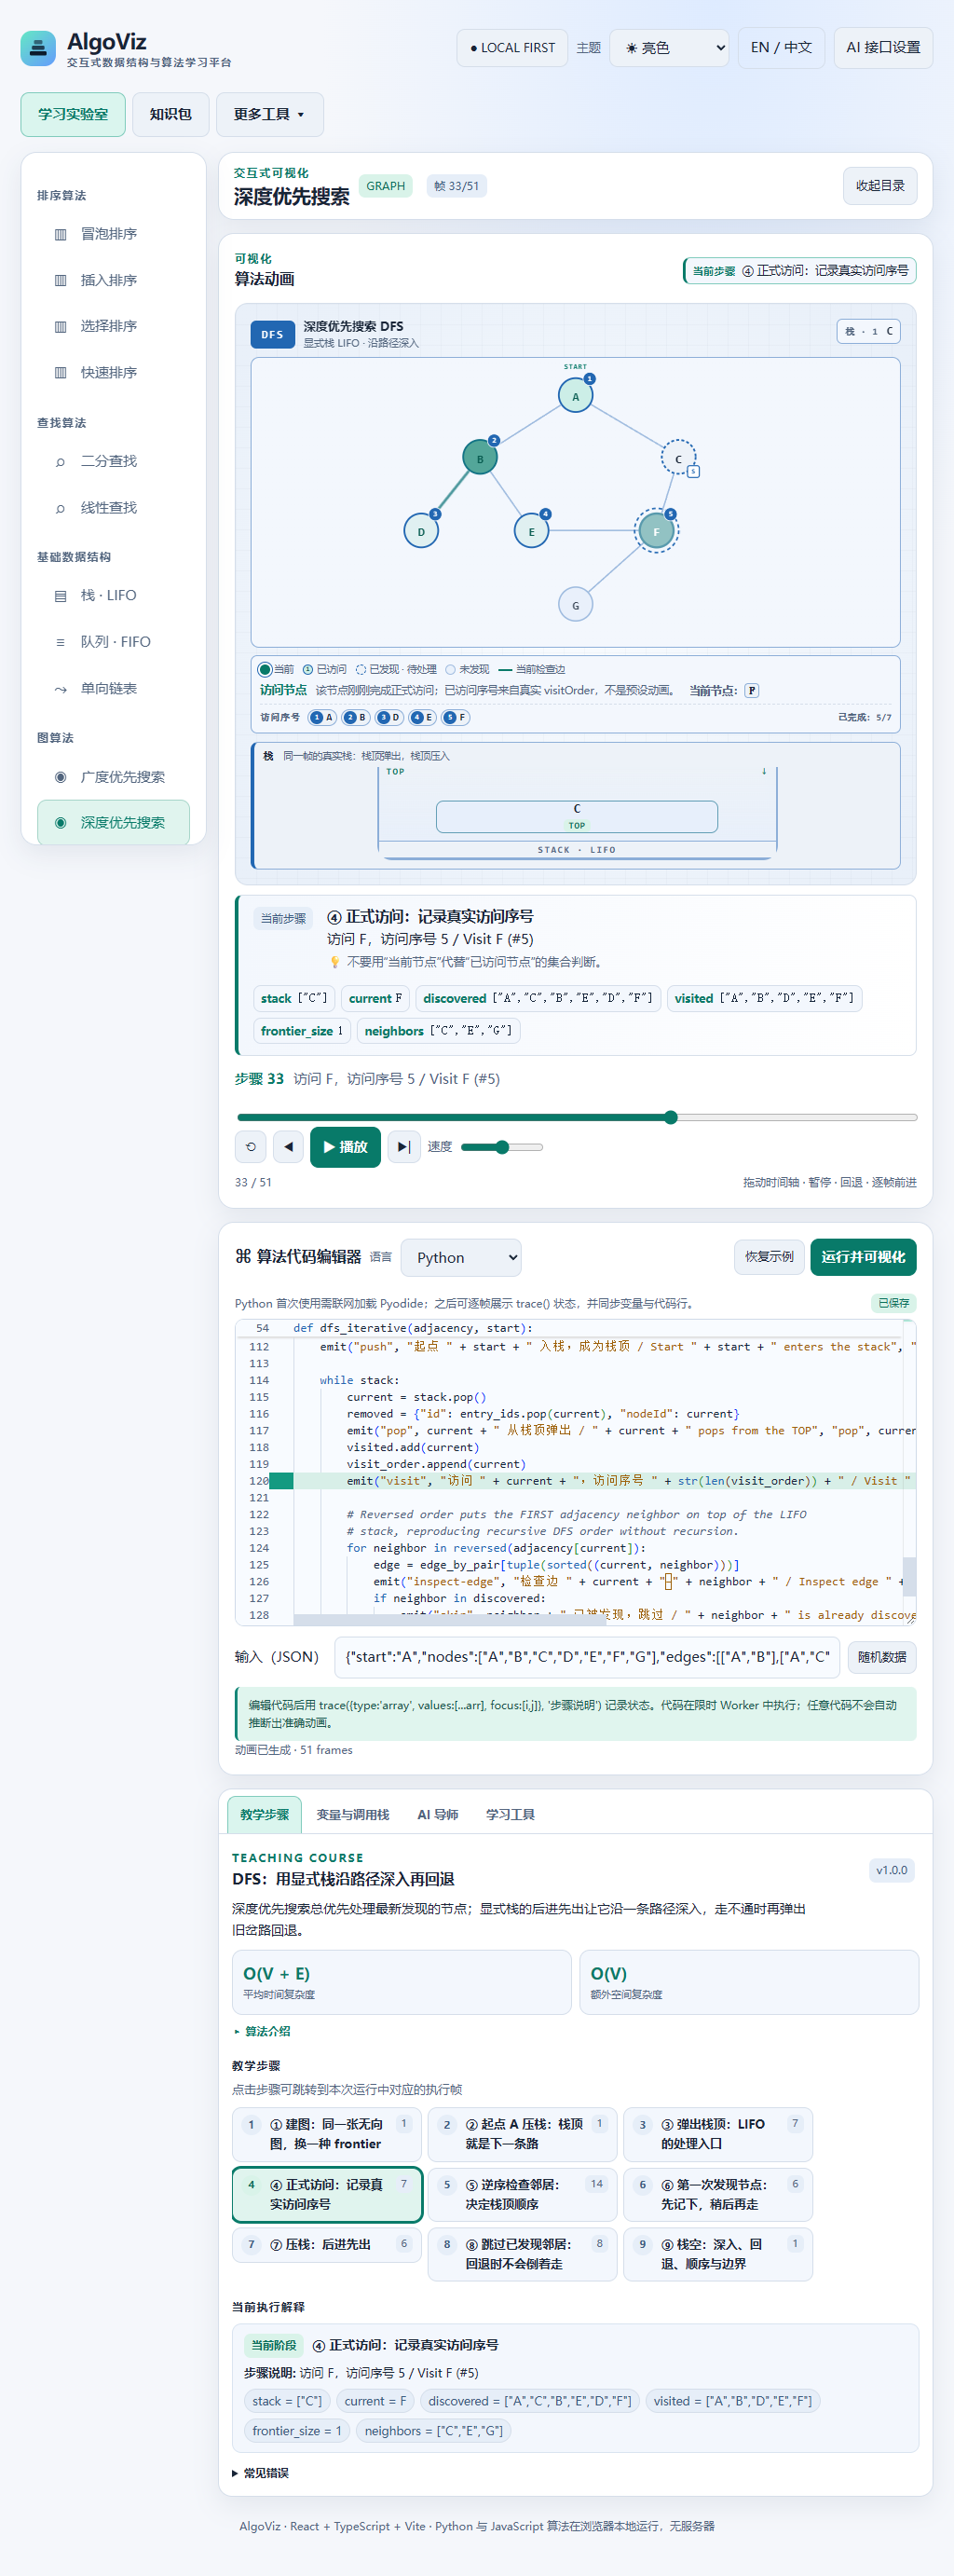 AlgoViz
交互式数据结构与算法学习平台
● LOCAL FIRST
主题
☀ 亮色
EN / 中文
AI 接口设置
学习实验室
知识包
更多工具 ▾
排序算法
冒泡排序
插入排序
选择排序
快速排序
查找算法
二分查找
线性查找
基础数据结构
栈 · LIFO
队列 · FIFO
单向链表
图算法
广度优先搜索
深度优先搜索
交互式可视化
深度优先搜索
GRAPH
帧 33/51
收起目录
可视化
算法动画
当前步骤 ④ 正式访问：记录真实访问序号
DFS
深度优先搜索 DFS
显式栈 LIFO · 沿路径深入
栈 · 1 C
START
A 1
B 2
C 5
D 3
E 4
F 5
G
当前 已访问 已发现 · 待处理 未发现 当前检查边
访问节点 该节点刚刚完成正式访问；已访问序号来自真实 visitOrder，不是预设动画。 当前节点： F
访问序号 1 A 2 B 3 D 4 E 5 F
已完成：5/7
栈 同一帧的真实栈：栈顶弹出，栈顶压入
TOP ↓
C
TOP
STACK · LIFO
当前步骤
④ 正式访问：记录真实访问序号
访问 F，访问序号 5 / Visit F (#5)
💡 不要用“当前节点”代替“已访问节点”的集合判断。
stack ["C"]
current F
discovered ["A","C","B","E","D","F"]
visited ["A","B","D","E","F"]
frontier_size 1
neighbors ["C","E","G"]
步骤 33 访问 F，访问序号 5 / Visit F (#5)
▶ 播放
速度
33 / 51
拖动时间轴 · 暂停 · 回退 · 逐帧前进
⌘ 算法代码编辑器
语言
Python
恢复示例
运行并可视化
Python 首次使用需联网加载 Pyodide；之后可逐帧展示 trace() 状态，并同步变量与代码行。
已保存
54 def dfs_iterative(adjacency, start):
112 emit("push", "起点 " + start + " 入栈，成为栈顶 / Start " + start + " enters the stack", "
113
114 while stack:
115 current = stack.pop()
116 removed = {"id": entry_ids.pop(current), "nodeId": current}
117 emit("pop", current + " 从栈顶弹出 / " + current + " pops from the TOP", "pop", curren
118 visited.add(current)
119 visit_order.append(current)
120 emit("visit", "访问 " + current + "，访问序号 " + str(len(visit_order)) + " / Visit "
121
122 # Reversed order puts the FIRST adjacency neighbor on top of the LIFO
123 # stack, reproducing recursive DFS order without recursion.
124 for neighbor in reversed(adjacency[current]):
125 edge = edge_by_pair[tuple(sorted((current, neighbor)))]
126 emit("inspect-edge", "检查边 " + current + "–" + neighbor + " / Inspect edge " +
127 if neighbor in discovered:
128 emit("skip", neighbor + " 已被发现，跳过 / " + neighbor + " is already discove
输入（JSON）
{"start":"A","nodes":["A","B","C","D","E","F","G"],"edges":[["A","B"],["A","C"
随机数据
编辑代码后用 trace({type:'array', values:[...arr], focus:[i,j]}, '步骤说明') 记录状态。代码在限时 Worker 中执行；任意代码不会自动
推断出准确动画。
动画已生成 · 51 frames
教学步骤
变量与调用栈
AI 导师
学习工具
TEACHING COURSE
DFS：用显式栈沿路径深入再回退
v1.0.0
深度优先搜索总优先处理最新发现的节点；显式栈的后进先出让它沿一条路径深入，走不通时再弹出
旧岔路回退。
O(V + E)
平均时间复杂度
O(V)
额外空间复杂度
▸ 算法介绍
教学步骤
点击步骤可跳转到本次运行中对应的执行帧
1 ① 建图：同一张无向 1
图，换一种 frontier
2 ② 起点 A 压栈：栈顶 1
就是下一条路
3 ③ 弹出栈顶：LIFO 7
的处理入口
4 ④ 正式访问：记录真 7
实访问序号
5 ⑤ 逆序检查邻居： 14
决定栈顶顺序
6 ⑥ 第一次发现节点： 6
先记下，稍后再走
7 ⑦ 压栈：后进先出 6
8 ⑧ 跳过已发现邻居： 8
回退时不会倒着走
9 ⑨ 栈空：深入、回 1
退、顺序与边界
当前执行解释
当前阶段 ④ 正式访问：记录真实访问序号
步骤说明: 访问 F，访问序号 5 / Visit F (#5)
stack = ["C"]
current = F
discovered = ["A","C","B","E","D","F"]
visited = ["A","B","D","E","F"]
frontier_size = 1
neighbors = ["C","E","G"]
▶ 常见错误
AlgoViz · React + TypeScript + Vite · Python 与 JavaScript 算法在浏览器本地运行，无服务器